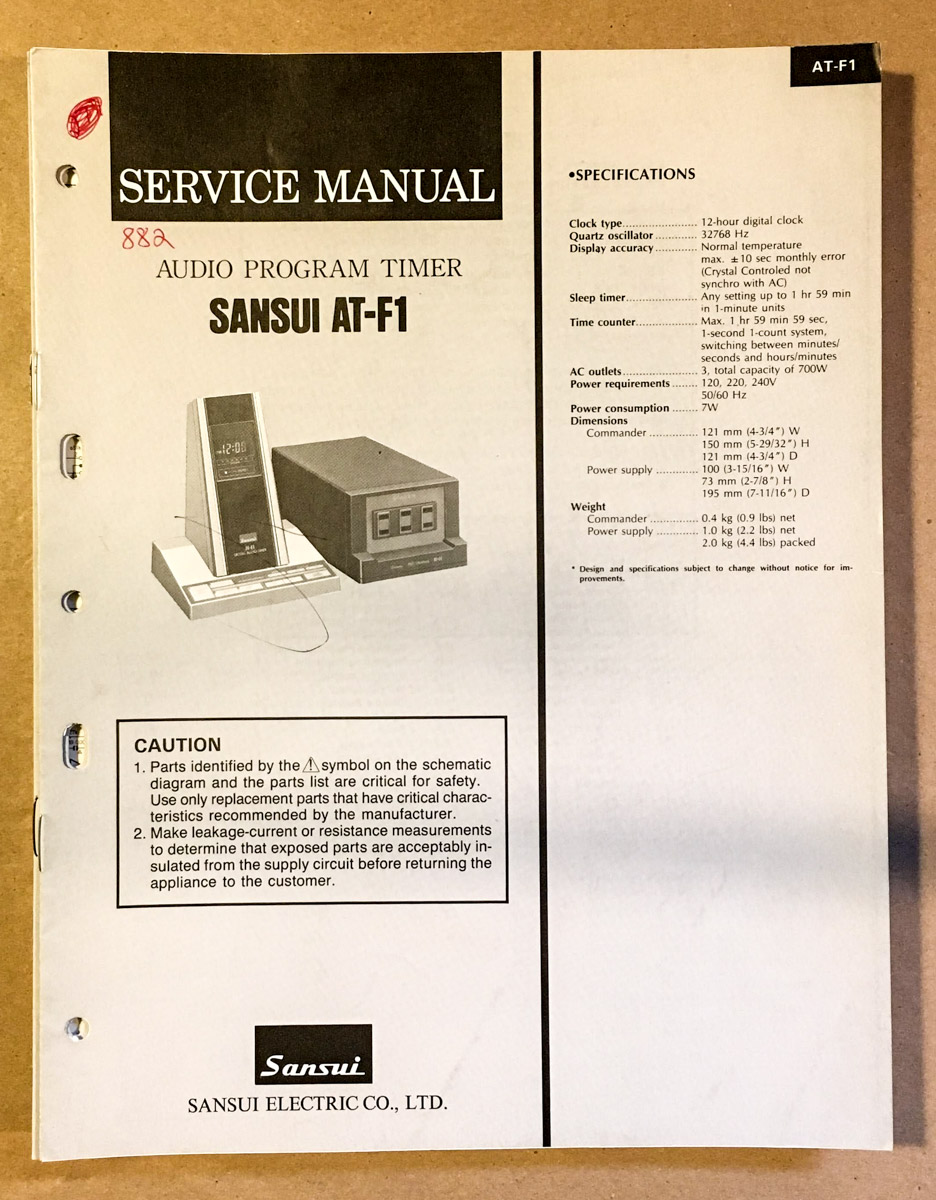 AT-F1
SERVICE MANUAL
882
AUDIO PROGRAM TIMER
SANSUI AT-F1
12:00
CAUTION
1. Parts identified by the ⚠ symbol on the schematic
diagram and the parts list are critical for safety.
Use only replacement parts that have critical charac-
teristics recommended by the manufacturer.
2. Make leakage-current or resistance measurements
to determine that exposed parts are acceptably in-
sulated from the supply circuit before returning the
appliance to the customer.
Sansui
SANSUI ELECTRIC CO., LTD.
•SPECIFICATIONS
Clock type....................... 12-hour digital clock
Quartz oscillator ............. 32768 Hz
Display accuracy ............. Normal temperature
max. ±10 sec monthly error
(Crystal Controled not
synchro with AC)
Sleep timer...................... Any setting up to 1 hr 59 min
in 1-minute units
Time counter................... Max. 1 hr 59 min 59 sec,
1-second 1-count system,
switching between minutes/
seconds and hours/minutes
AC outlets ....................... 3, total capacity of 700W
Power requirements ........ 120, 220, 240V
50/60 Hz
Power consumption ........ 7W
Dimensions
Commander ............... 121 mm (4-3/4″) W
150 mm (5-29/32″) H
121 mm (4-3/4″) D
Power supply ............. 100 (3-15/16″) W
73 mm (2-7/8″) H
195 mm (7-11/16″) D
Weight
Commander ............... 0.4 kg (0.9 lbs) net
Power supply ............. 1.0 kg (2.2 lbs) net
2.0 kg (4.4 lbs) packed
* Design and specifications subject to change without notice for im-
provements.